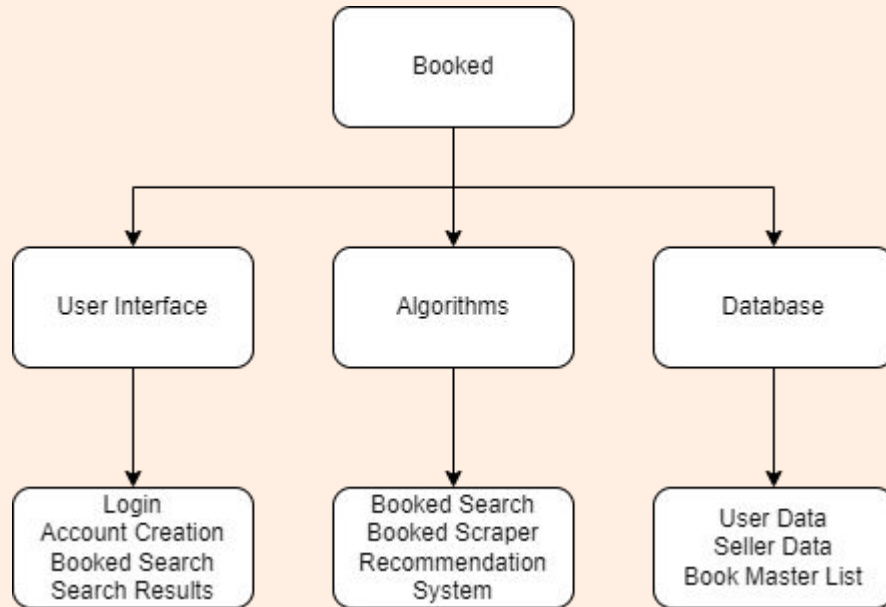 Booked
User Interface
Algorithms
Database
Login
Account Creation
Booked Search
Search Results
Booked Search
Booked Scraper
Recommendation
System
User Data
Seller Data
Book Master List